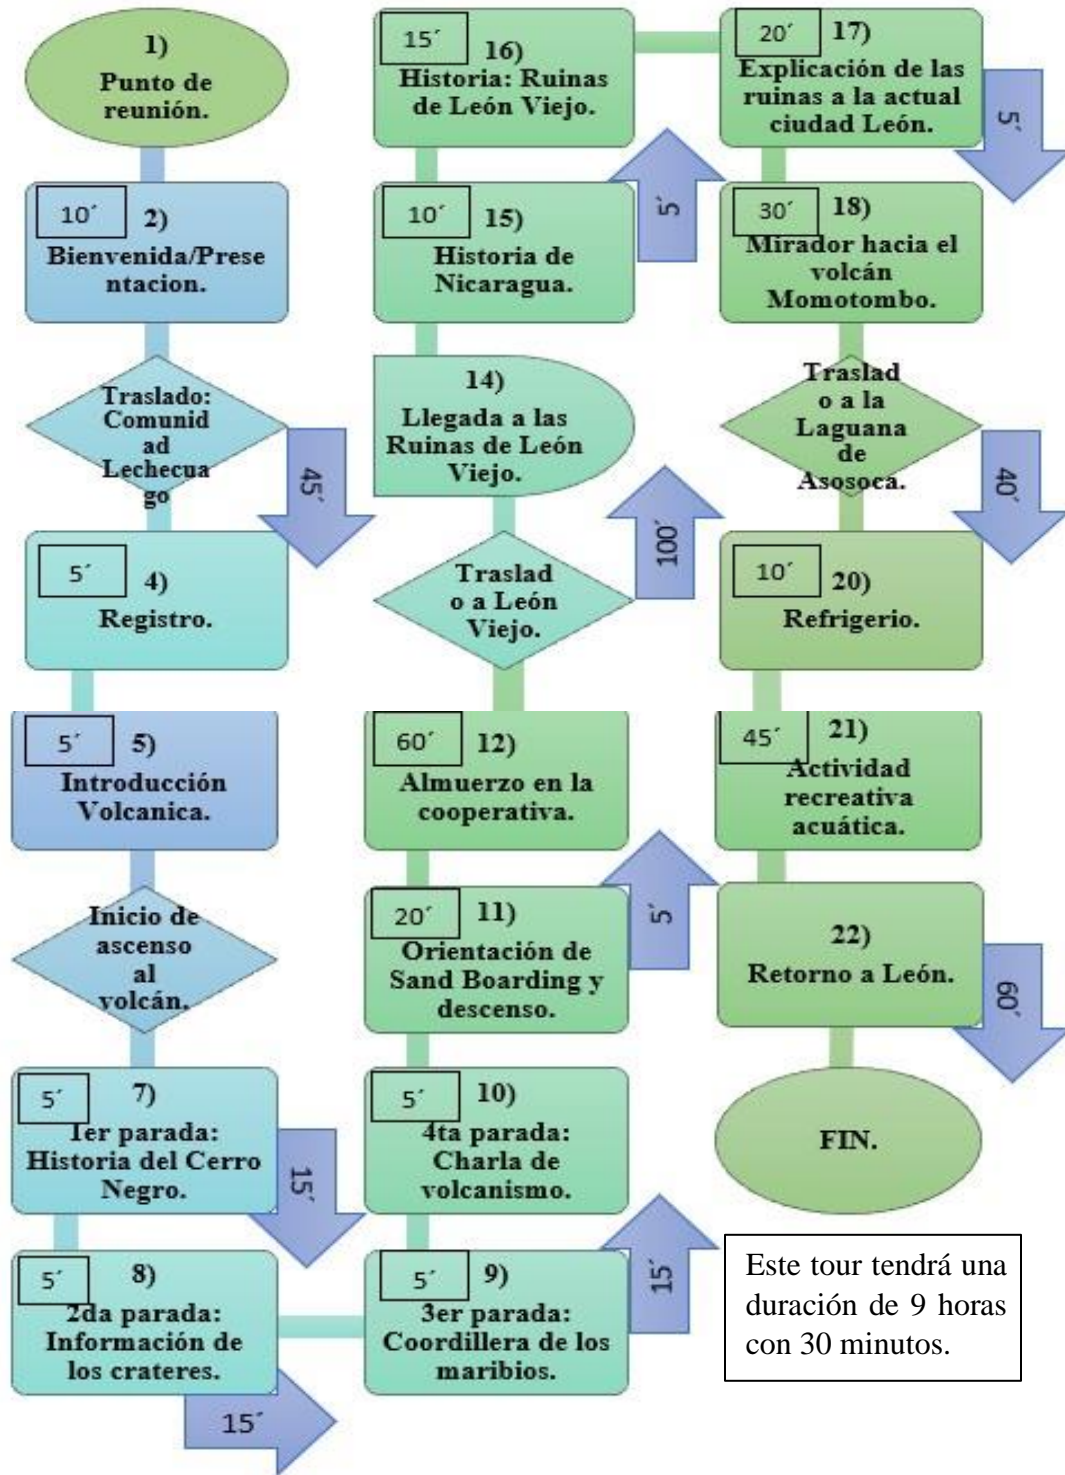 1)
Punto de
reunión.
10´
2)
Bienvenida/Prese
ntacion.
Traslado:
Comunid
ad
Lechecua
go
45´
5´
4)
Registro.
5´
5)
Introducción
Volcanica.
Inicio de
ascenso
al
volcán.
5´
7)
1er parada:
Historia del Cerro
Negro.
15´
5´
8)
2da parada:
Información de
los crateres.
15´
5´
9)
3er parada:
Coordillera de los
maribios.
15´
5´
10)
4ta parada:
Charla de
volcanismo.
20´
11)
Orientación de
Sand Boarding y
descenso.
5´
60´
12)
Almuerzo en la
cooperativa.
Traslad
o a León
Viejo.
100´
14)
Llegada a las
Ruinas de León
Viejo.
10´
15)
Historia de
Nicaragua.
5´
15´
16)
Historia: Ruinas
de León Viejo.
20´
17)
Explicación de las
ruinas a la actual
ciudad León.
5´
30´
18)
Mirador hacia el
volcán
Momotombo.
Traslad
o a la
Laguana
de
Asosoca.
40´
10´
20)
Refrigerio.
45´
21)
Actividad
recreativa
acuática.
22)
Retorno a León.
60´
FIN.
Este tour tendrá una
duración de 9 horas
con 30 minutos.